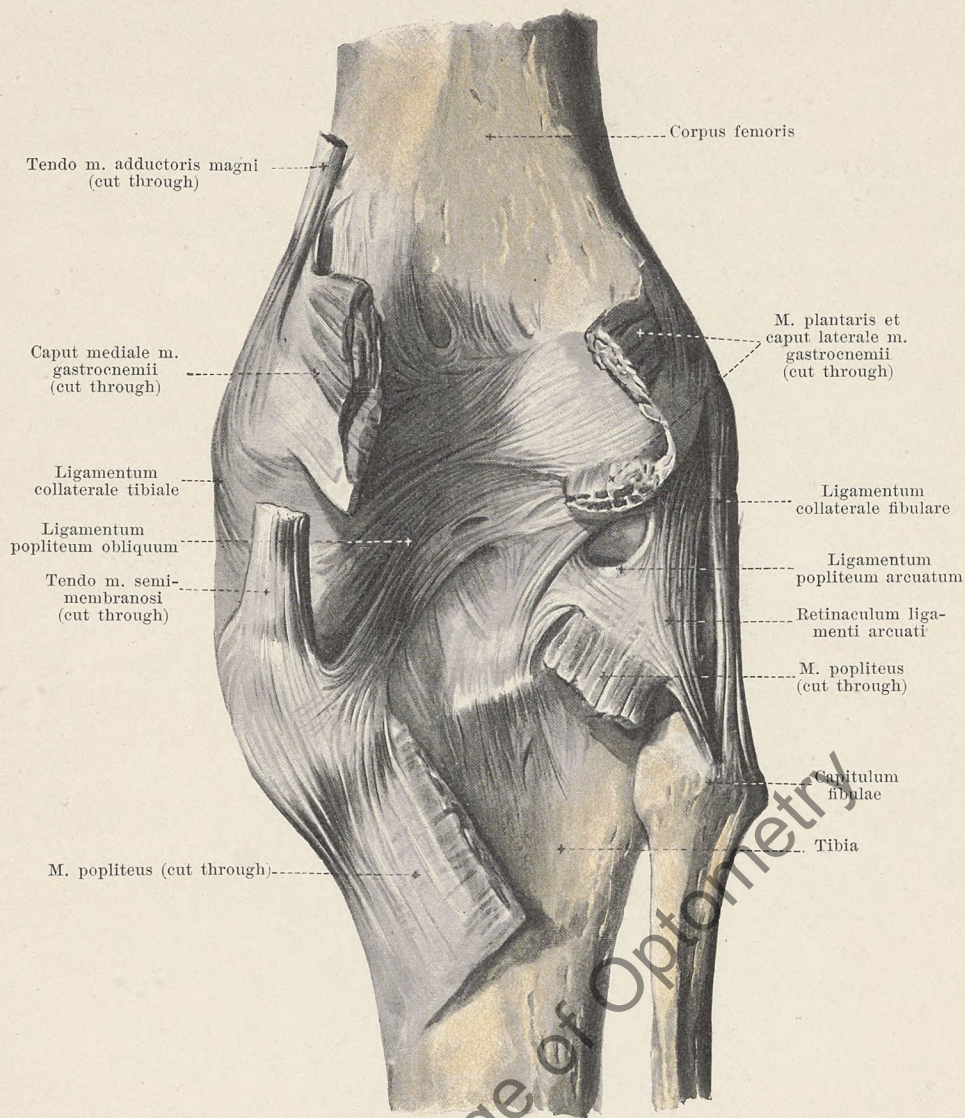 Corpus femoris
Tendo m. adductoris magni
(cut through)
M. plantaris et
caput laterale m.
gastrocnemii
(cut through)
Caput mediale m.
gastrocnemii
(cut through)
Ligamentum
collaterale tibiale
Ligamentum
collaterale fibulare
Ligamentum
popliteum obliquum
Ligamentum
popliteum arcuatum
Tendo m. semi-
membranosi
(cut through)
Retinaculum liga-
menti arcuati
M. popliteus
(cut through)
Capitulum
fibulae
Tibia
M. popliteus (cut through)
of Optometry